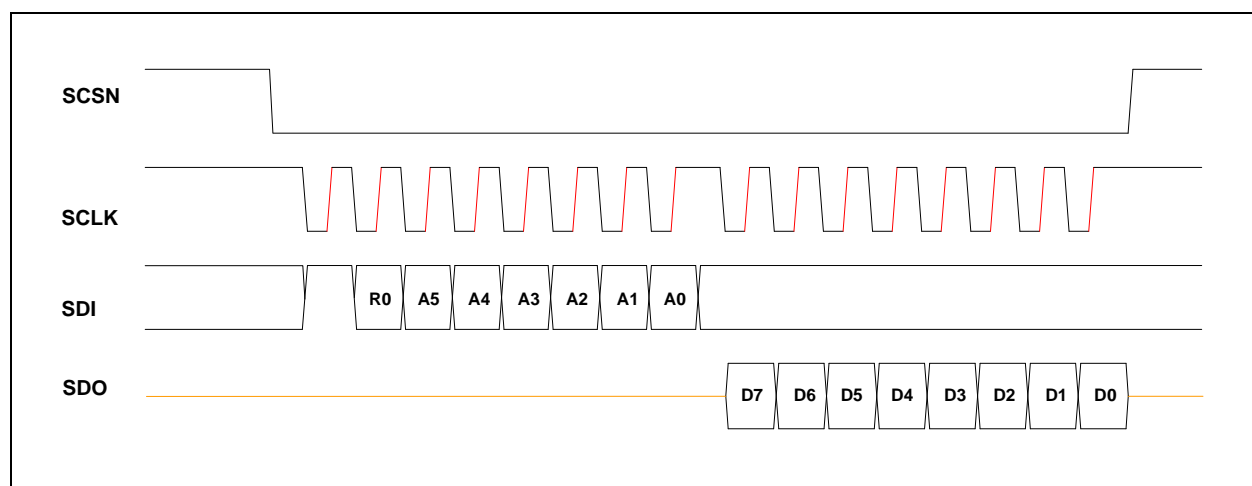 SCSN
SCLK
SDI R0 A5 A4 A3 A2 A1 A0
SDO D7 D6 D5 D4 D3 D2 D1 D0